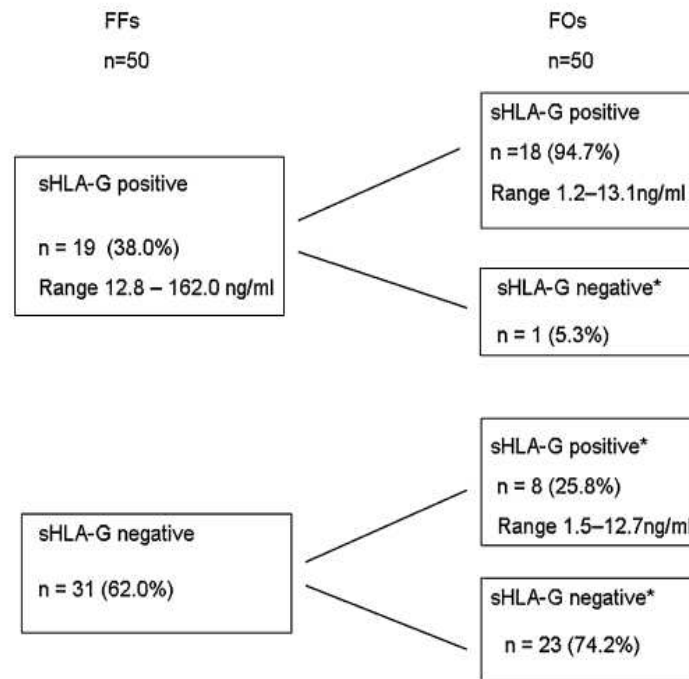 FFs
n=50
FOs
n=50
sHLA-G positive
n = 19 (38.0%)
Range 12.8 – 162.0 ng/ml
sHLA-G positive
n =18 (94.7%)
Range 1.2–13.1ng/ml
sHLA-G negative*
n = 1 (5.3%)
sHLA-G negative
n = 31 (62.0%)
sHLA-G positive*
n = 8 (25.8%)
Range 1.5–12.7ng/ml
sHLA-G negative*
n = 23 (74.2%)